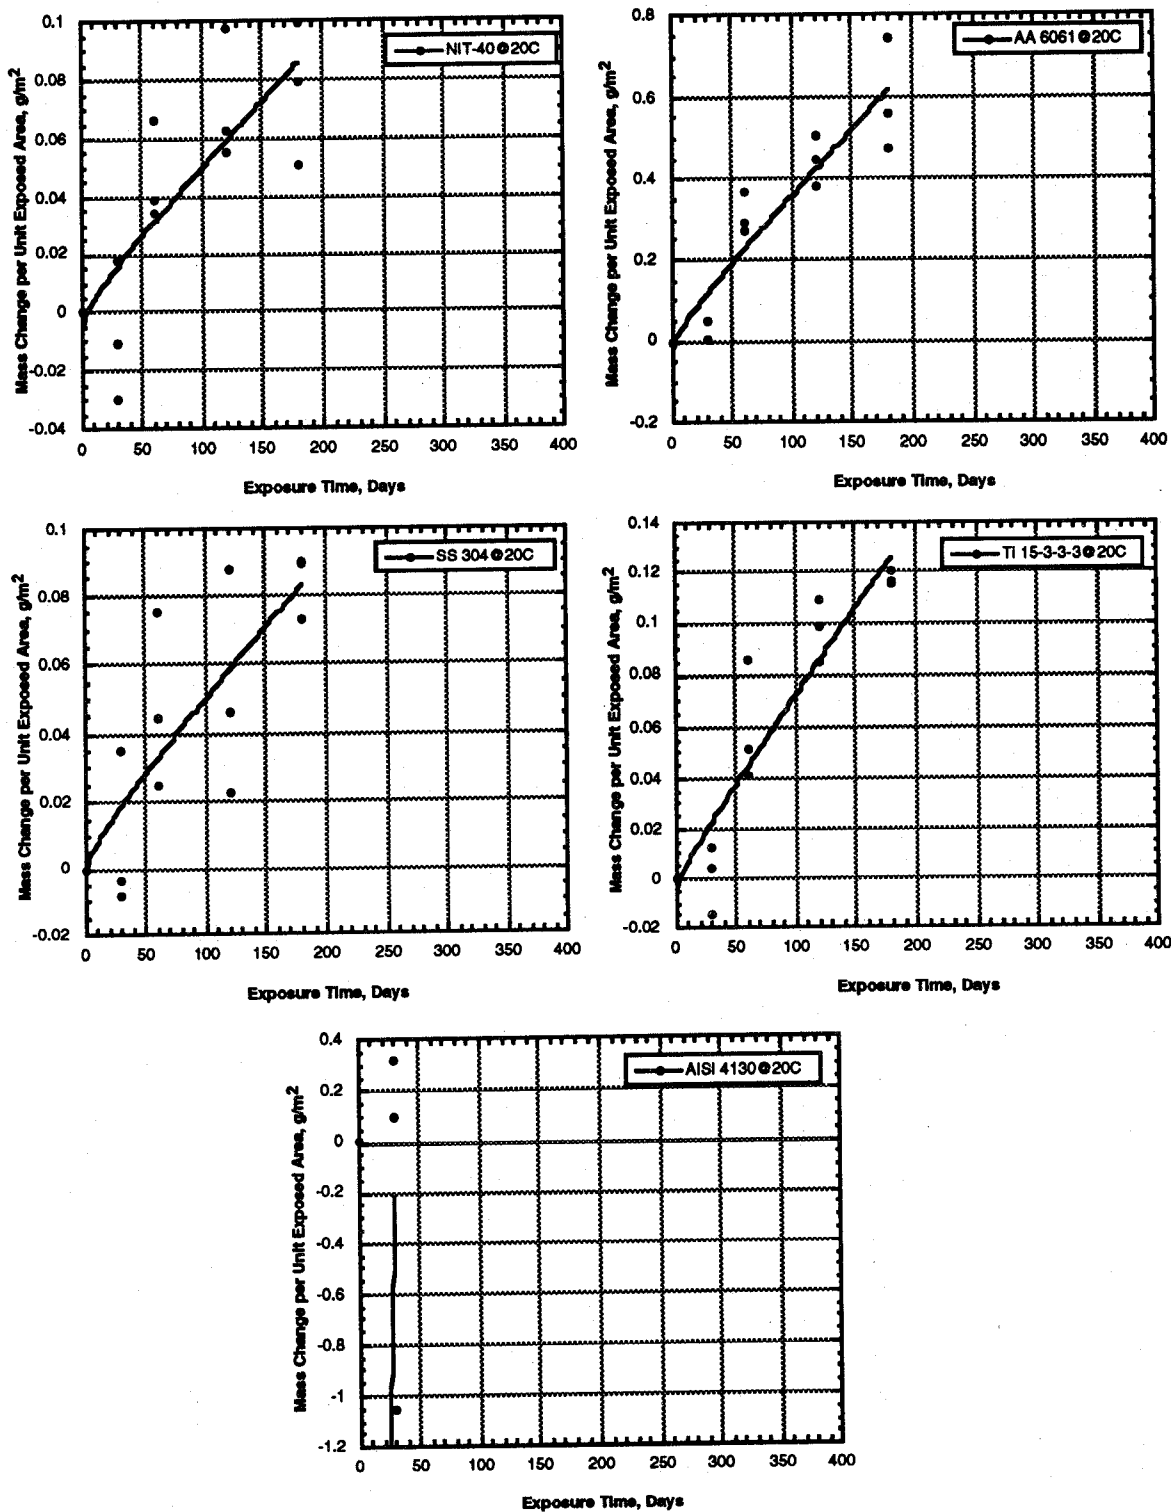 0.1
0.08
0.06
0.04
0.02
0
-0.02
-0.04
Mass Change per Unit Exposed Area, g/m2
NIT-40@20C
0 50 100 150 200 250 300 350 400
Exposure Time, Days
0.8
0.6
0.4
0.2
0
-0.2
Mass Change per Unit Exposed Area, g/m2
AA 6061@20C
0 50 100 150 200 250 300 350 400
Exposure Time, Days
0.1
0.08
0.06
0.04
0.02
0
-0.02
Mass Change per Unit Exposed Area, g/m2
SS 304@20C
0 50 100 150 200 250 300 350 400
Exposure Time, Days
0.14
0.12
0.1
0.08
0.06
0.04
0.02
0
-0.02
Mass Change per Unit Exposed Area, g/m2
TI 15-3-3-3@20C
0 50 100 150 200 250 300 350 400
Exposure Time, Days
0.4
0.2
0
-0.2
-0.4
-0.6
-0.8
-1
-1.2
Mass Change per Unit Exposed Area, g/m2
AISI 4130@20C
0 50 100 150 200 250 300 350 400
Exposure Time, Days